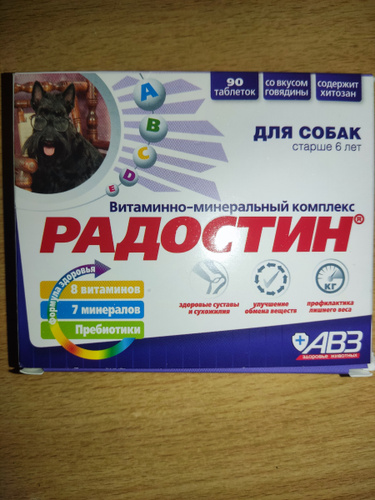 90
таблеток
со вкусом
говядины
содержит
хитозан
A
B
C
D
E
ДЛЯ СОБАК
старше 6 лет
Витаминно-минеральный комплекс
РАДОСТИН®
формула здоровья
8 витаминов
7 минералов
Пребиотики
здоровые суставы
и сухожилия
улучшение
обмена веществ
КГ
профилактика
лишнего веса
АВЗ
здоровье животных